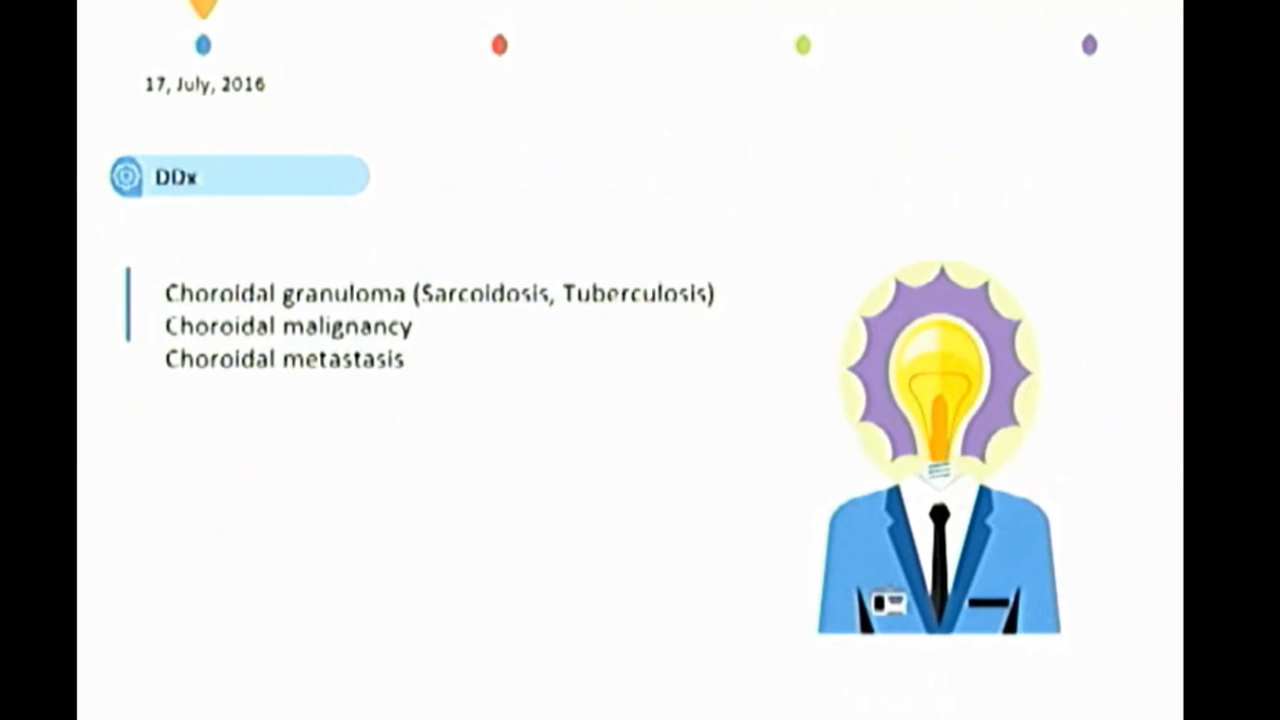 17, July, 2016
DDx
Choroidal granuloma (Sarcoidosis, Tuberculosis)
Choroidal malignancy
Choroidal metastasis